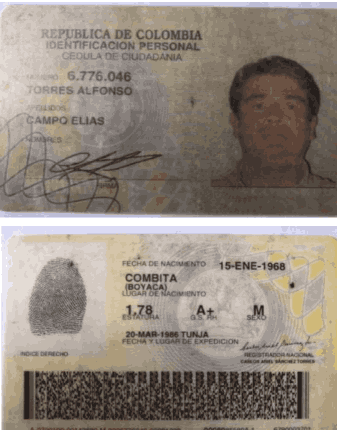 REPUBLICA DE COLOMBIA
IDENTIFICACION PERSONAL
CEDULA DE CIUDADANIA
NUMERO 6.776.046
TORRES ALFONSO
APELLIDOS
CAMPO ELIAS
NOMBRES
FECHA DE NACIMIENTO 15-ENE-1968
COMBITA
(BOYACA)
LUGAR DE NACIMIENTO
1.78 A+ M
ESTATURA G.S. RH SEXO
20-MAR-1986 TUNJA
FECHA Y LUGAR DE EXPEDICION
INDICE DERECHO
REGISTRADOR NACIONAL
CARLOS ARIEL SÁNCHEZ TORRES